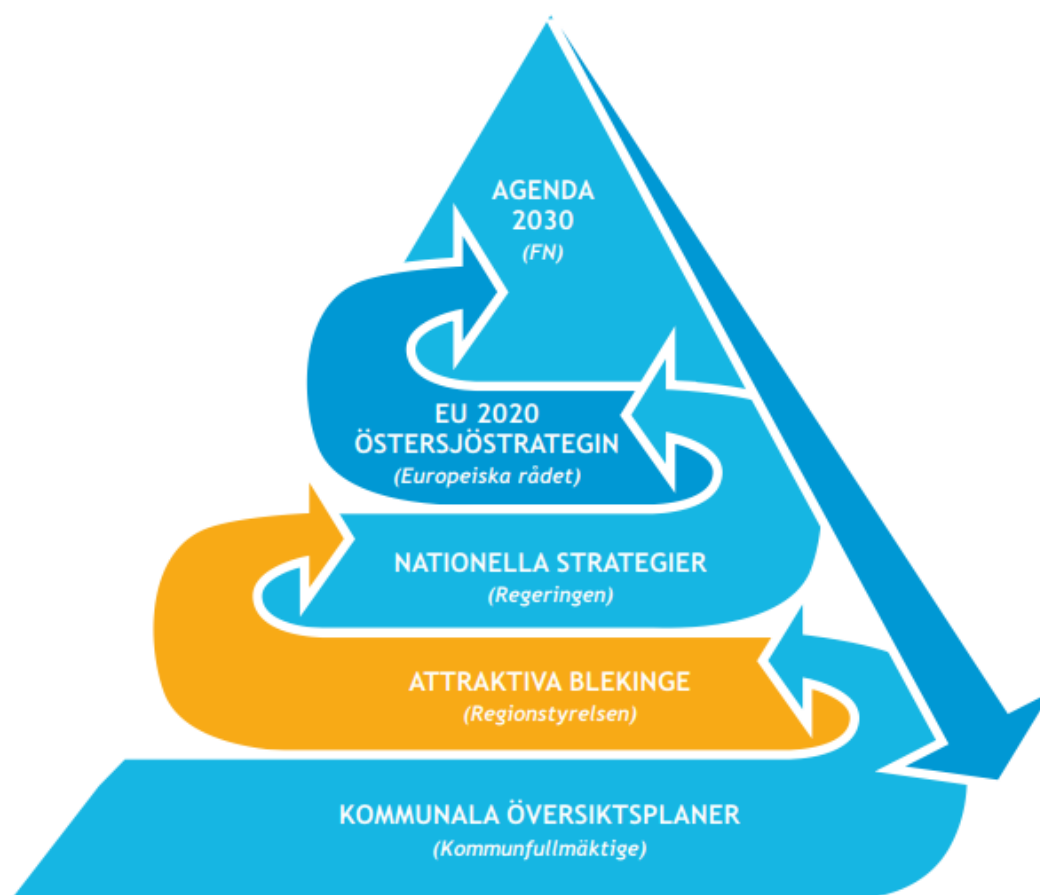 AGENDA
2030
(FN)
EU 2020
ÖSTERSJÖSTRATEGIN
(Europeiska rådet)
NATIONELLA STRATEGIER
(Regeringen)
ATTRAKTIVA BLEKINGE
(Regionstyrelsen)
KOMMUNALA ÖVERSIKTSPLANER
(Kommunfullmäktige)